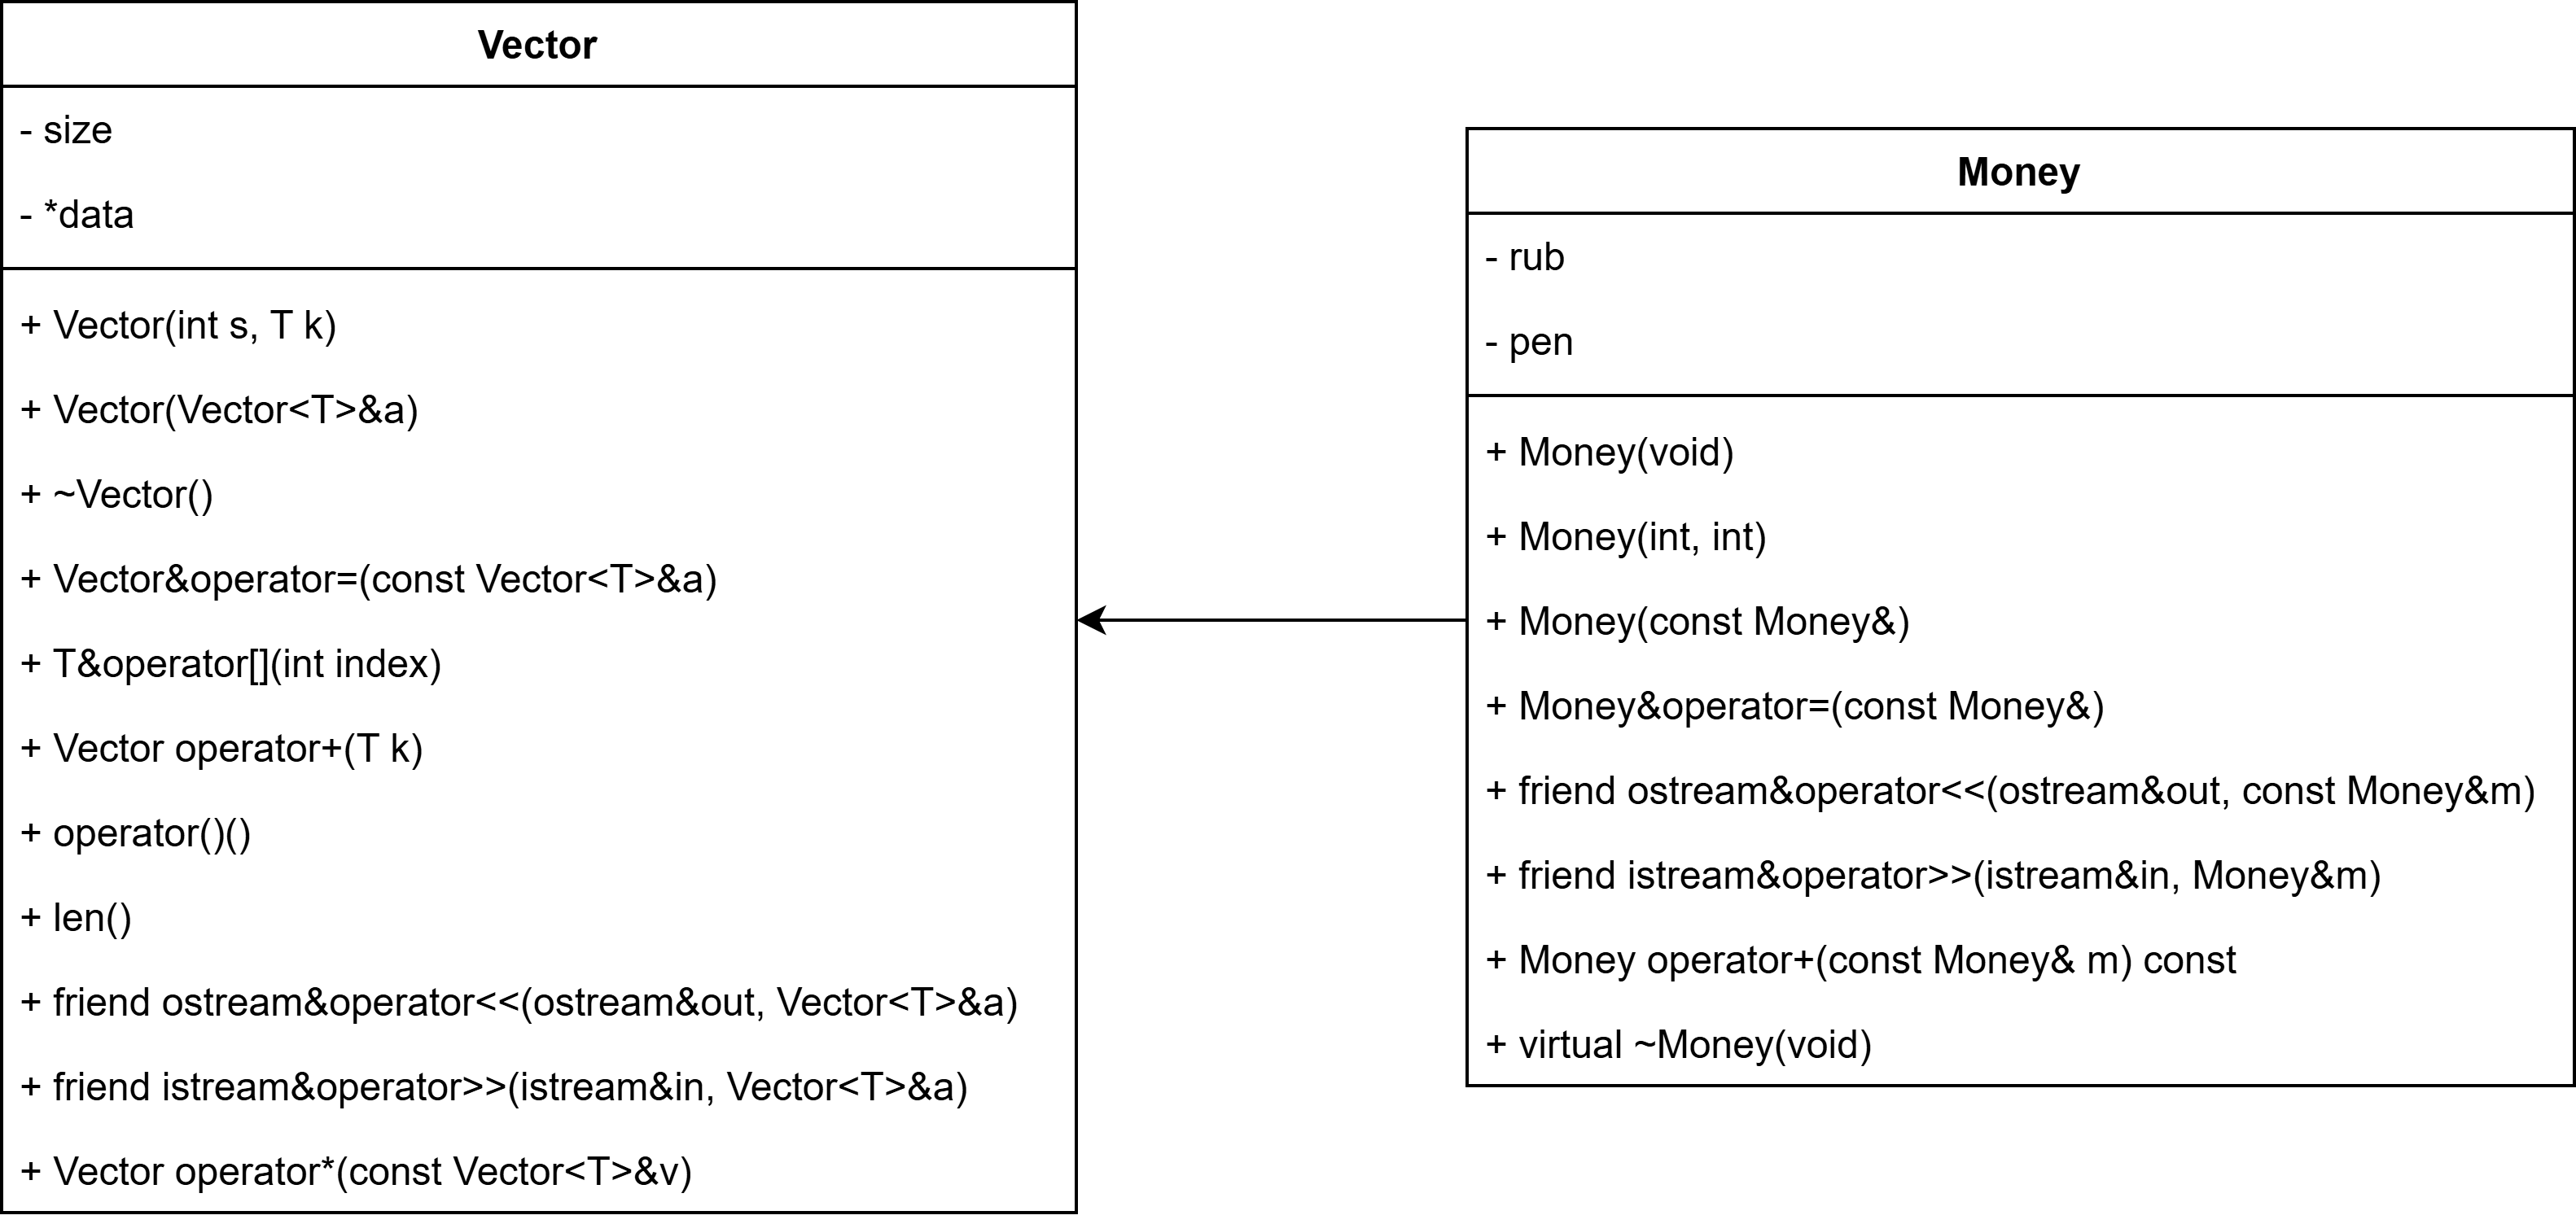 Vector
- size
- *data
+ Vector(int s, T k)
+ Vector(Vector<T>&a)
+ ~Vector()
+ Vector&operator=(const Vector<T>&a)
+ T&operator[](int index)
+ Vector operator+(T k)
+ operator()()
+ len()
+ friend ostream&operator<<(ostream&out, Vector<T>&a)
+ friend istream&operator>>(istream&in, Vector<T>&a)
+ Vector operator*(const Vector<T>&v)
Money
- rub
- pen
+ Money(void)
+ Money(int, int)
+ Money(const Money&)
+ Money&operator=(const Money&)
+ friend ostream&operator<<(ostream&out, const Money&m)
+ friend istream&operator>>(istream&in, Money&m)
+ Money operator+(const Money& m) const
+ virtual ~Money(void)